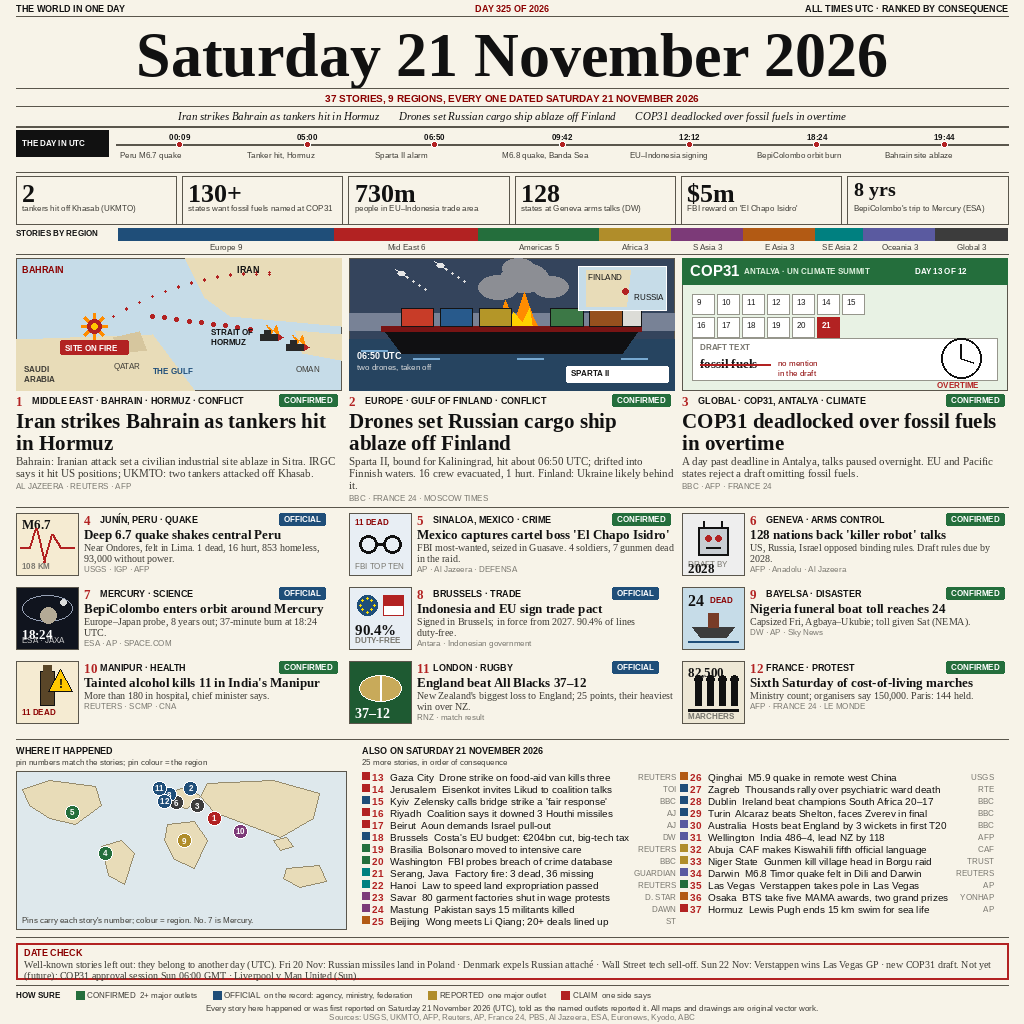 THE WORLD IN ONE DAY
DAY 325 OF 2026
ALL TIMES UTC · RANKED BY CONSEQUENCE
Saturday 21 November 2026
37 STORIES, 9 REGIONS, EVERY ONE DATED SATURDAY 21 NOVEMBER 2026
Iran strikes Bahrain as tankers hit in Hormuz Drones set Russian cargo ship ablaze off Finland COP31 deadlocked over fossil fuels in overtime
THE DAY IN UTC
00:09 05:00 06:50 09:42 12:12 18:24 19:44
Peru M6.7 quake Tanker hit, Hormuz Sparta II alarm M6.8 quake, Banda Sea EU–Indonesia signing BepiColombo orbit burn Bahrain site ablaze
2
tankers hit off Khasab (UKMTO)
130+
states want fossil fuels named at COP31
730m
people in EU–Indonesia trade area
128
states at Geneva arms talks (DW)
$5m
FBI reward on 'El Chapo Isidro'
8 yrs
BepiColombo's trip to Mercury (ESA)
STORIES BY REGION
Europe 9 Mid East 6 Americas 5 Africa 3 S Asia 3 E Asia 3 SE Asia 2 Oceania 3 Global 3
BAHRAIN
IRAN
STRAIT OF
HORMUZ
SITE ON FIRE
QATAR
THE GULF
SAUDI
ARABIA
OMAN
FINLAND
RUSSIA
06:50 UTC
two drones, taken off
SPARTA II
COP31 ANTALYA · UN CLIMATE SUMMIT DAY 13 OF 12
9 10 11 12 13 14 15
16 17 18 19 20 21
DRAFT TEXT
fossil fuels
no mention
in the draft
OVERTIME
1 MIDDLE EAST · BAHRAIN · HORMUZ · CONFLICT CONFIRMED
Iran strikes Bahrain as tankers hit
in Hormuz
Bahrain: Iranian attack set a civilian industrial site ablaze in Sitra. IRGC
says it hit US positions; UKMTO: two tankers attacked off Khasab.
AL JAZEERA · REUTERS · AFP
2 EUROPE · GULF OF FINLAND · CONFLICT CONFIRMED
Drones set Russian cargo ship
ablaze off Finland
Sparta II, bound for Kaliningrad, hit about 06:50 UTC; drifted into
Finnish waters. 16 crew evacuated, 1 hurt. Finland: Ukraine likely behind
it.
BBC · FRANCE 24 · MOSCOW TIMES
3 GLOBAL · COP31, ANTALYA · CLIMATE CONFIRMED
COP31 deadlocked over fossil fuels
in overtime
A day past deadline in Antalya, talks paused overnight. EU and Pacific
states reject a draft omitting fossil fuels.
BBC · AFP · FRANCE 24
M6.7
108 KM
4 JUNÍN, PERU · QUAKE OFFICIAL
Deep 6.7 quake shakes central Peru
Near Ondores, felt in Lima. 1 dead, 16 hurt, 853 homeless,
93,000 without power.
USGS · IGP · AFP
11 DEAD
FBI TOP TEN
5 SINALOA, MEXICO · CRIME CONFIRMED
Mexico captures cartel boss 'El Chapo Isidro'
FBI most-wanted, seized in Guasave. 4 soldiers, 7 gunmen dead
in the raid.
AP · Al Jazeera · DEFENSA
DRAFT BY
2028
6 GENEVA · ARMS CONTROL CONFIRMED
128 nations back 'killer robot' talks
US, Russia, Israel opposed binding rules. Draft rules due by
2028.
AFP · Anadolu · Al Jazeera
18:24
ESA · JAXA
7 MERCURY · SCIENCE OFFICIAL
BepiColombo enters orbit around Mercury
Europe–Japan probe, 8 years out; 37-minute burn at 18:24
UTC.
ESA · AP · SPACE.COM
90.4%
DUTY-FREE
8 BRUSSELS · TRADE OFFICIAL
Indonesia and EU sign trade pact
Signed in Brussels; in force from 2027. 90.4% of lines
duty-free.
Antara · Indonesian government
24 DEAD
9 BAYELSA · DISASTER CONFIRMED
Nigeria funeral boat toll reaches 24
Capsized Fri, Agbaya–Ukubie; toll given Sat (NEMA).
DW · AP · Sky News
11 DEAD
10 MANIPUR · HEALTH CONFIRMED
Tainted alcohol kills 11 in India's Manipur
More than 180 in hospital, chief minister says.
REUTERS · SCMP · CNA
37–12
11 LONDON · RUGBY OFFICIAL
England beat All Blacks 37–12
New Zealand's biggest loss to England; 25 points, their heaviest
win over NZ.
RNZ · match result
82,500
MARCHERS
12 FRANCE · PROTEST CONFIRMED
Sixth Saturday of cost-of-living marches
Ministry count; organisers say 150,000. Paris: 144 held.
AFP · FRANCE 24 · LE MONDE
WHERE IT HAPPENED
pin numbers match the stories; pin colour = the region
11 2 8 12 6 3 5 1 10 9 4
Pins carry each story's number; colour = region. No. 7 is Mercury.
ALSO ON SATURDAY 21 NOVEMBER 2026
25 more stories, in order of consequence
13 Gaza City Drone strike on food-aid van kills three REUTERS
14 Jerusalem Eisenkot invites Likud to coalition talks TOI
15 Kyiv Zelensky calls bridge strike a 'fair response' BBC
16 Riyadh Coalition says it downed 3 Houthi missiles AJ
17 Beirut Aoun demands Israel pull-out AJ
18 Brussels Costa's EU budget: €204bn cut, big-tech tax DW
19 Brasilia Bolsonaro moved to intensive care REUTERS
20 Washington FBI probes breach of crime database BBC
21 Serang, Java Factory fire: 3 dead, 36 missing GUARDIAN
22 Hanoi Law to speed land expropriation passed REUTERS
23 Savar 80 garment factories shut in wage protests D. STAR
24 Mastung Pakistan says 15 militants killed DAWN
25 Beijing Wong meets Li Qiang; 20+ deals lined up ST
26 Qinghai M5.9 quake in remote west China USGS
27 Zagreb Thousands rally over psychiatric ward death RTE
28 Dublin Ireland beat champions South Africa 20–17 BBC
29 Turin Alcaraz beats Shelton, faces Zverev in final BBC
30 Australia Hosts beat England by 3 wickets in first T20 BBC
31 Wellington India 486–4, lead NZ by 118 AFP
32 Abuja CAF makes Kiswahili fifth official language CAF
33 Niger State Gunmen kill village head in Borgu raid TRUST
34 Darwin M6.8 Timor quake felt in Dili and Darwin REUTERS
35 Las Vegas Verstappen takes pole in Las Vegas AP
36 Osaka BTS take five MAMA awards, two grand prizes YONHAP
37 Hormuz Lewis Pugh ends 15 km swim for sea life AP
DATE CHECK
Well-known stories left out: they belong to another day (UTC). Fri 20 Nov: Russian missiles land in Poland · Denmark expels Russian attaché · Wall Street tech sell-off. Sun 22 Nov: Verstappen wins Las Vegas GP · new COP31 draft. Not yet
(future): COP31 approval session Sun 06:00 GMT · Liverpool v Man United (Sun).
HOW SURE CONFIRMED 2+ major outlets OFFICIAL on the record: agency, ministry, federation REPORTED one major outlet CLAIM one side says
Every story here happened or was first reported on Saturday 21 November 2026 (UTC), told as the named outlets reported it. All maps and drawings are original vector work.
Sources: USGS, UKMTO, AFP, Reuters, AP, France 24, PBS, Al Jazeera, ESA, Euronews, Kyodo, ABC